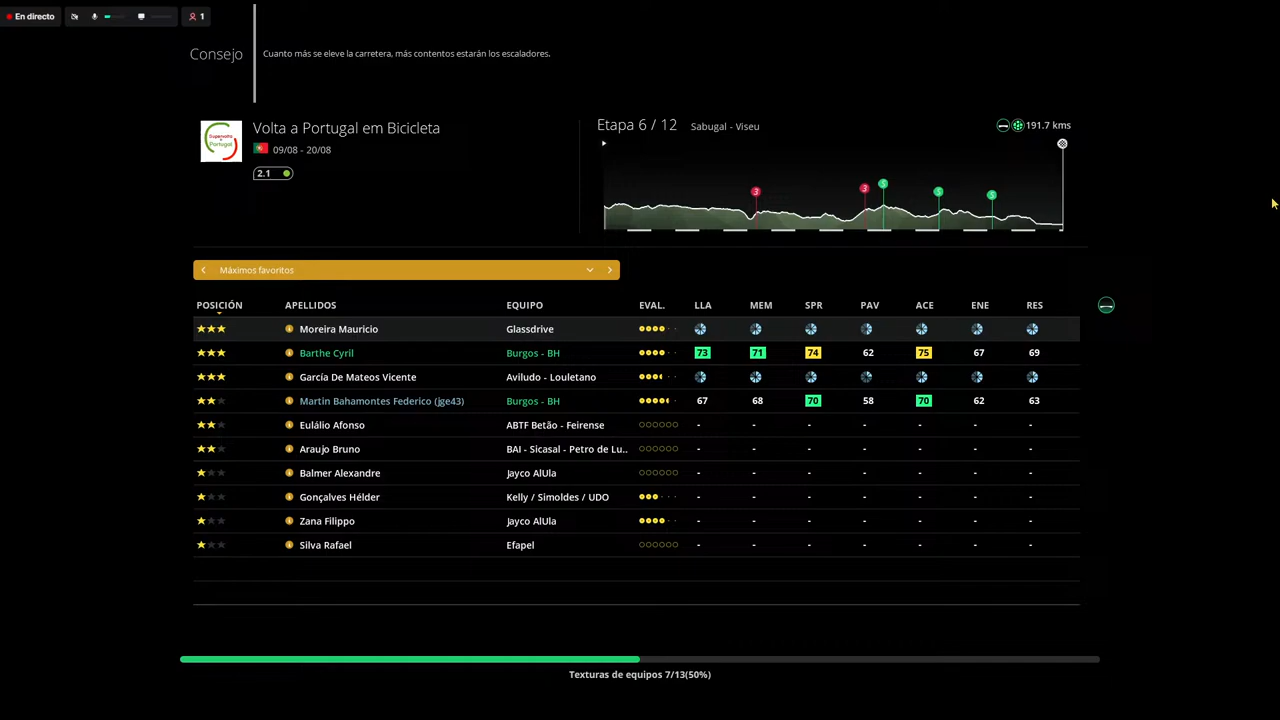 En directo
1
Consejo
Cuanto más se eleve la carretera, más contentos estarán los escaladores.
Supervolta Portugal
Volta a Portugal em Bicicleta
09/08 - 20/08
2.1
Etapa 6 / 12 Sabugal - Viseu 191.7 kms
3 3 S S S
Máximos favoritos
POSICIÓN APELLIDOS EQUIPO EVAL. LLA MEM SPR PAV ACE ENE RES
Moreira Mauricio Glassdrive
Barthe Cyril Burgos - BH 73 71 74 62 75 67 69
García De Mateos Vicente Aviludo - Louletano
Martin Bahamontes Federico (jge43) Burgos - BH 67 68 70 58 70 62 63
Eulálio Afonso ABTF Betão - Feirense - - - - - - -
Araujo Bruno BAI - Sicasal - Petro de Lu.. - - - - - - -
Balmer Alexandre Jayco AlUla - - - - - - -
Gonçalves Hélder Kelly / Simoldes / UDO - - - - - - -
Zana Filippo Jayco AlUla - - - - - - -
Silva Rafael Efapel - - - - - - -
Texturas de equipos 7/13(50%)